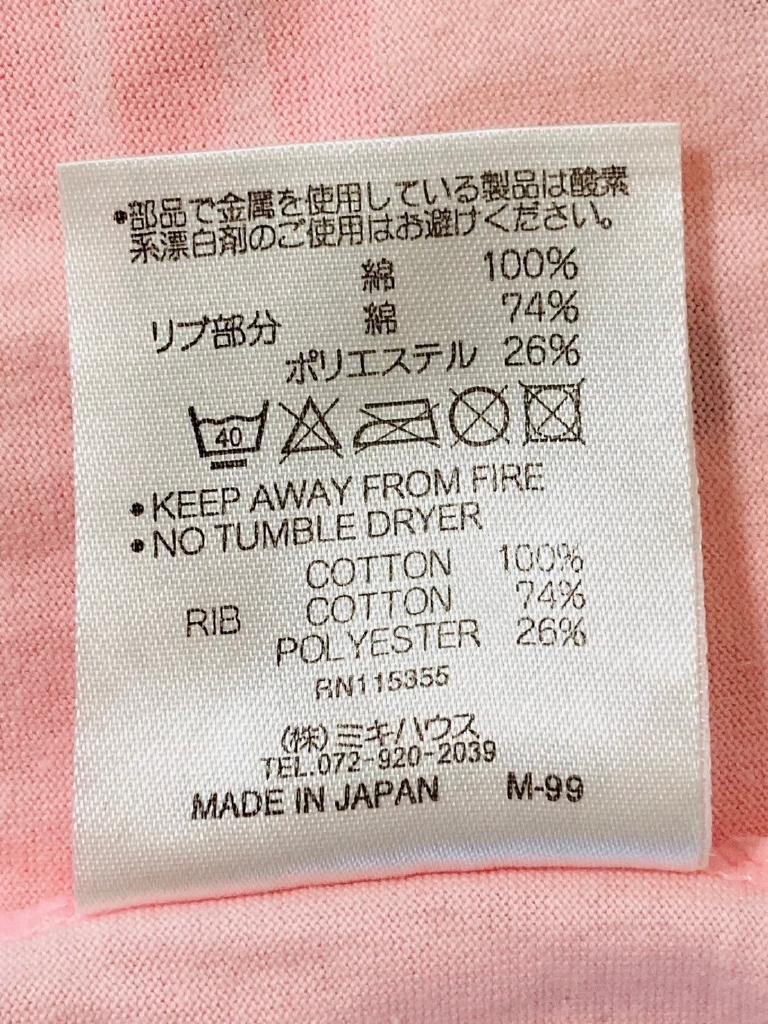 •部品で金属を使用している製品は酸素
系漂白剤のご使用はお避けください。
綿 100%
リブ部分 綿 74%
ポリエステル 26%
40
•KEEP AWAY FROM FIRE
•NO TUMBLE DRYER
COTTON 100%
RIB COTTON 74%
POLYESTER 26%
RN115355
(株)ミキハウス
TEL.072-920-2039
MADE IN JAPAN M-99